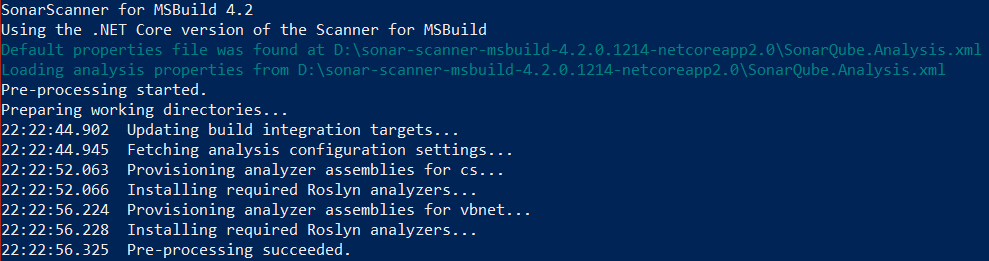 SonarScanner for MSBuild 4.2
Using the .NET Core version of the Scanner for MSBuild
Default properties file was found at D:\sonar-scanner-msbuild-4.2.0.1214-netcoreapp2.0\SonarQube.Analysis.xml
Loading analysis properties from D:\sonar-scanner-msbuild-4.2.0.1214-netcoreapp2.0\SonarQube.Analysis.xml
Pre-processing started.
Preparing working directories...
22:22:44.902  Updating build integration targets...
22:22:44.945  Fetching analysis configuration settings...
22:22:52.063  Provisioning analyzer assemblies for cs...
22:22:52.066  Installing required Roslyn analyzers...
22:22:56.224  Provisioning analyzer assemblies for vbnet...
22:22:56.228  Installing required Roslyn analyzers...
22:22:56.325  Pre-processing succeeded.